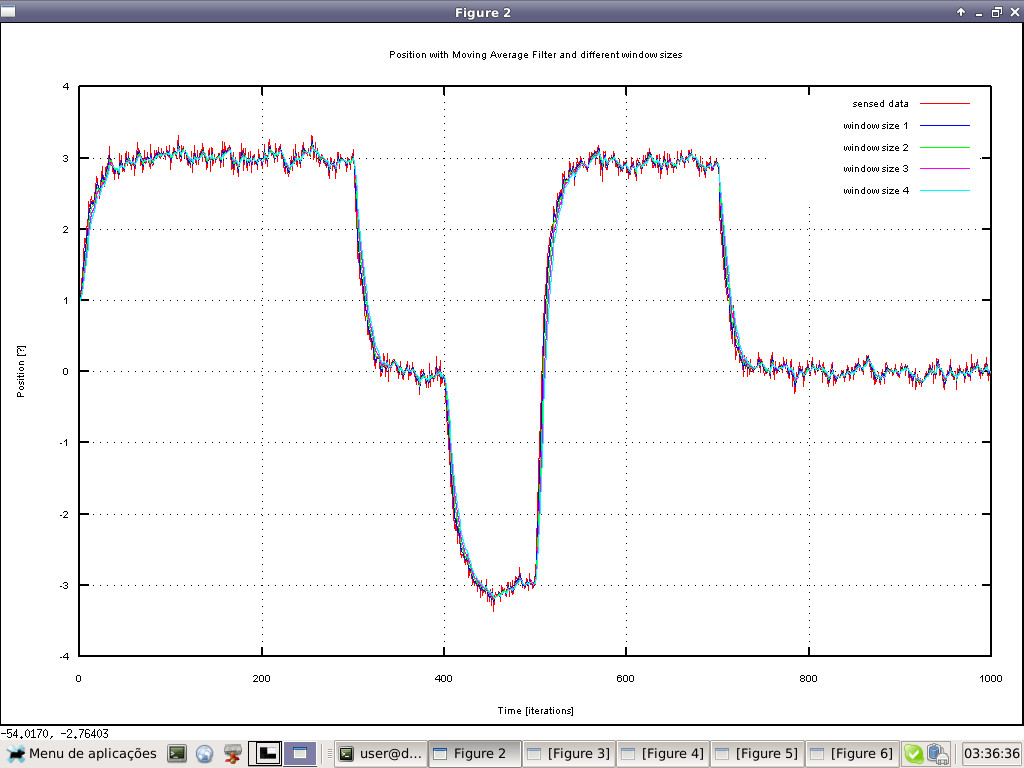 Figure 2
Position with Moving Average Filter and different window sizes
4
3
2
1
0
-1
-2
-3
-4
sensed data
window size 1
window size 2
window size 3
window size 4
Position [?]
0 200 400 600 800 1000
Time [iterations]
-54.0170, -2.76403
Menu de aplicações user@d... Figure 2 [Figure 3] [Figure 4] [Figure 5] [Figure 6] 03:36:36